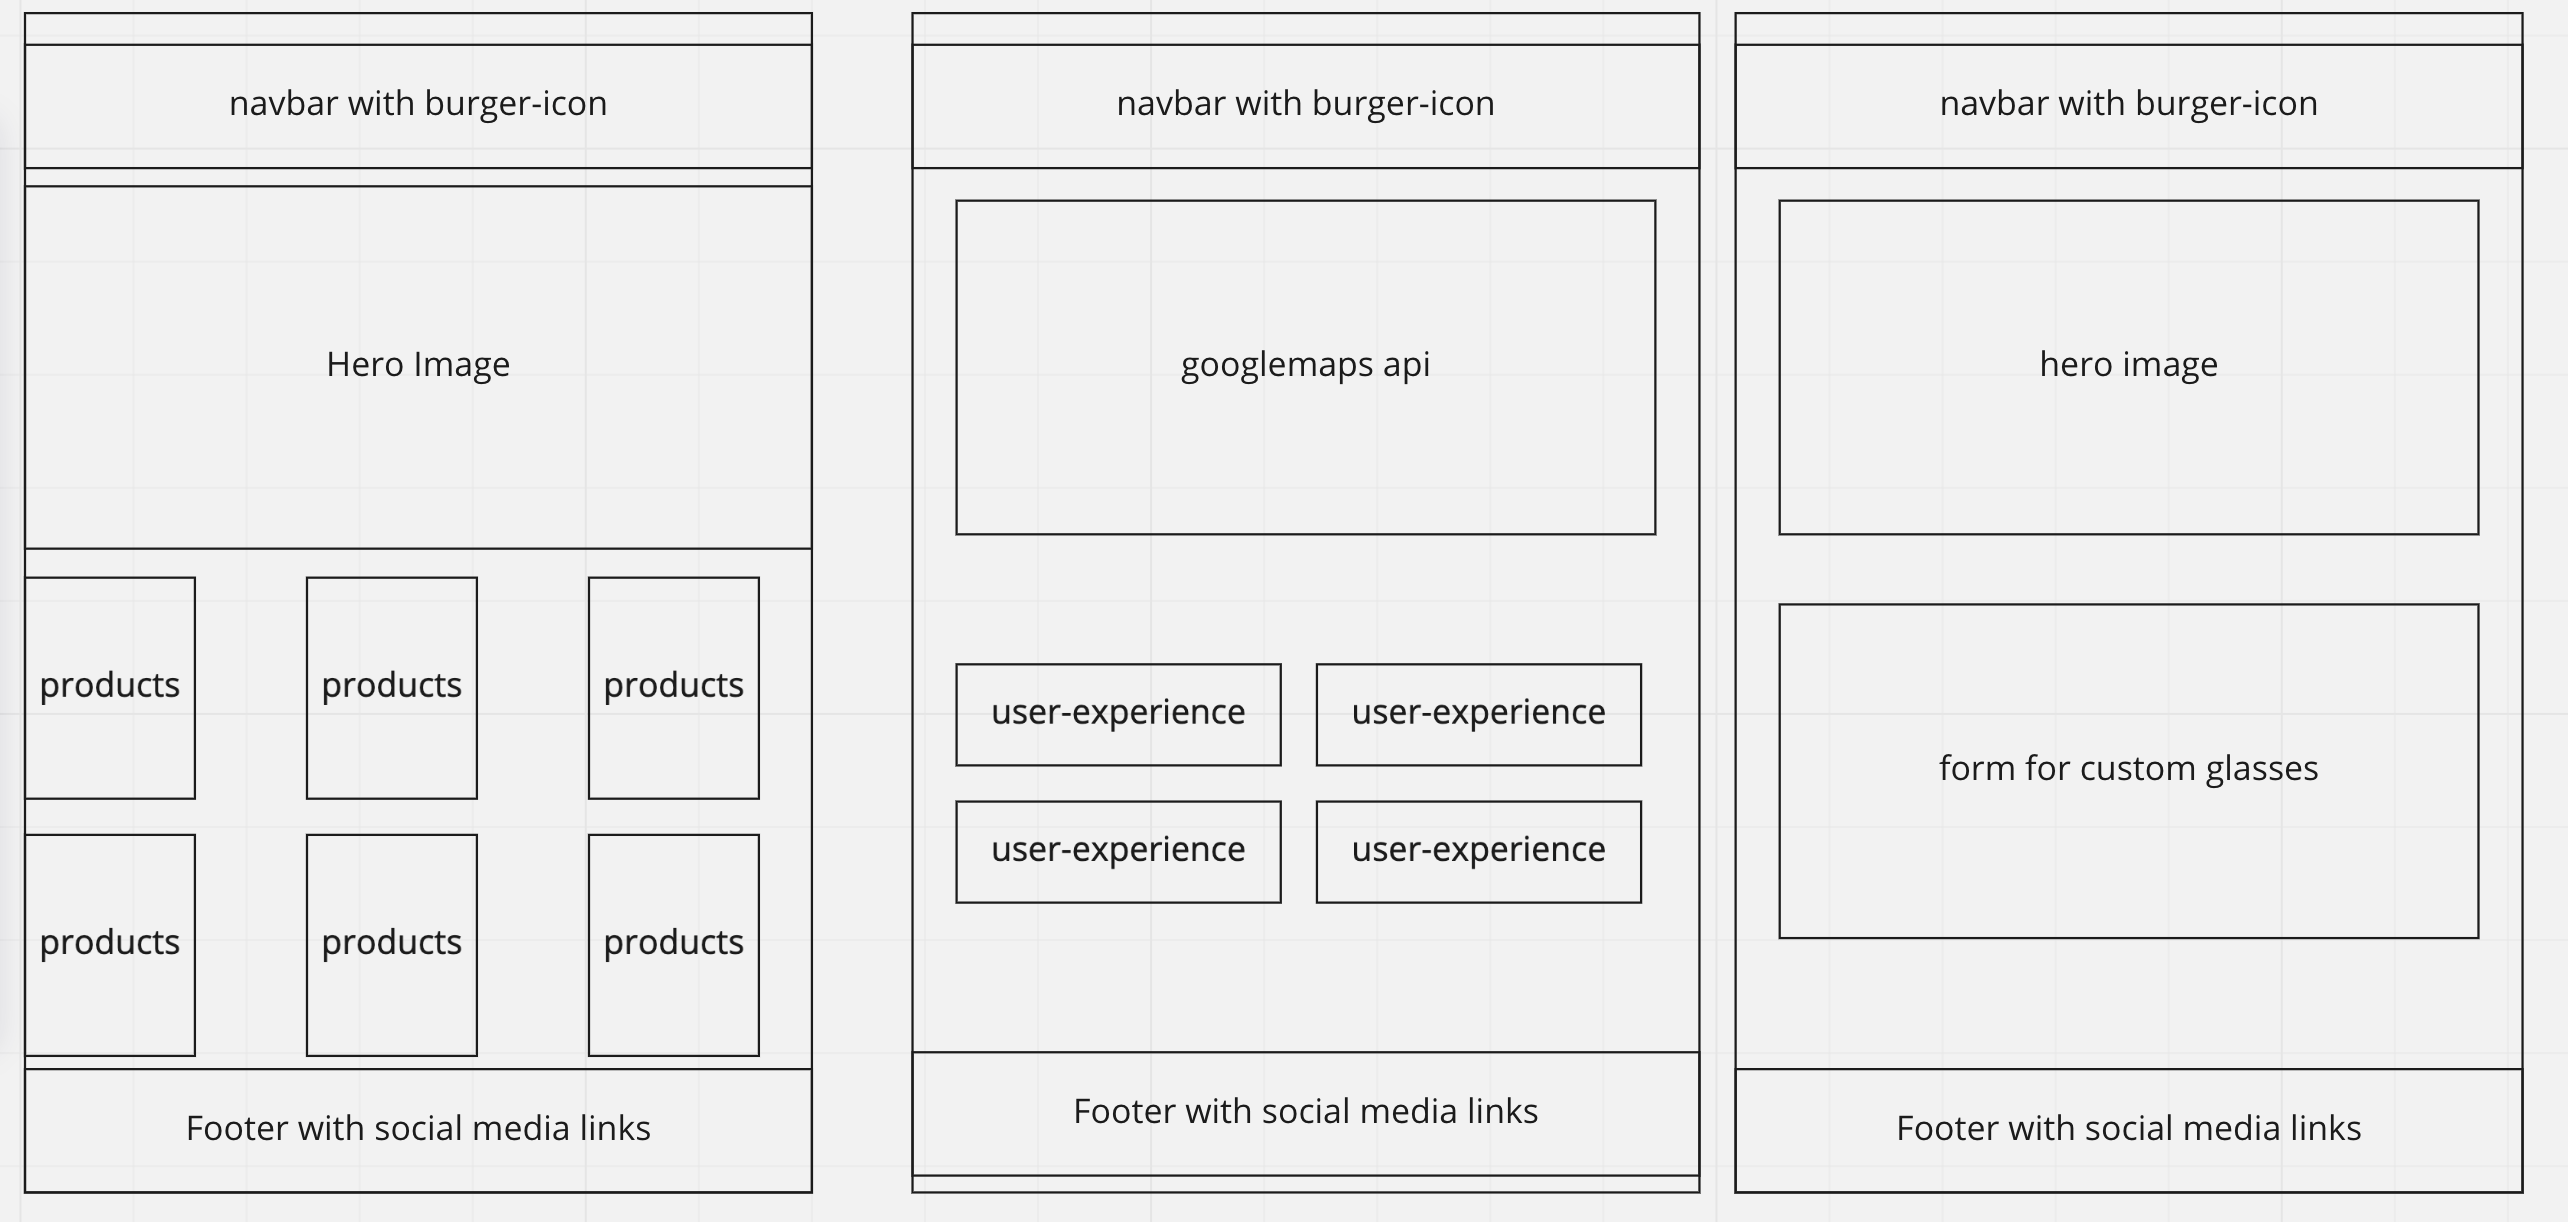 navbar with burger-icon
Hero Image
products
products
products
products
products
products
Footer with social media links
navbar with burger-icon
googlemaps api
user-experience
user-experience
user-experience
user-experience
Footer with social media links
navbar with burger-icon
hero image
form for custom glasses
Footer with social media links